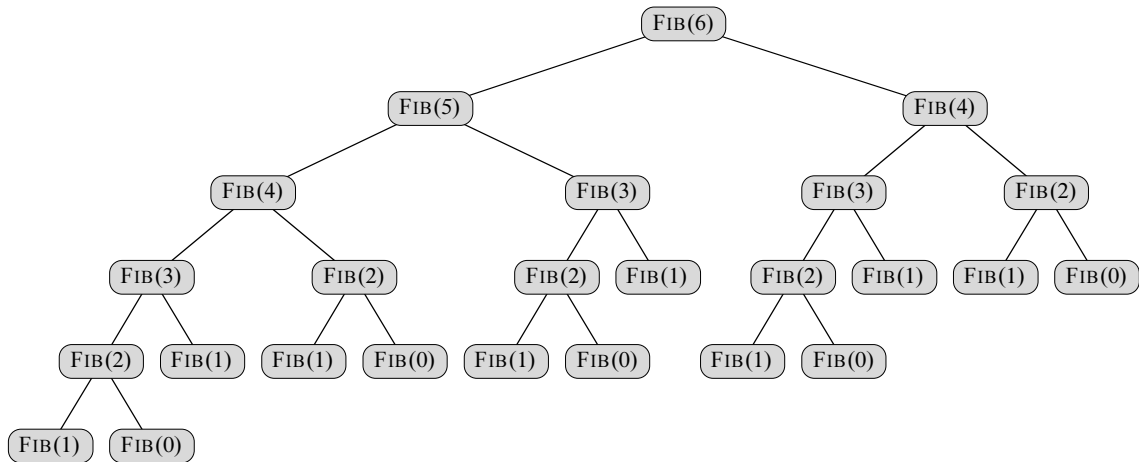 FIB(6)
FIB(5) FIB(4)
FIB(4) FIB(3) FIB(3) FIB(2)
FIB(3) FIB(2) FIB(2) FIB(1) FIB(2) FIB(1) FIB(1) FIB(0)
FIB(2) FIB(1) FIB(1) FIB(0) FIB(1) FIB(0) FIB(1) FIB(0)
FIB(1) FIB(0)